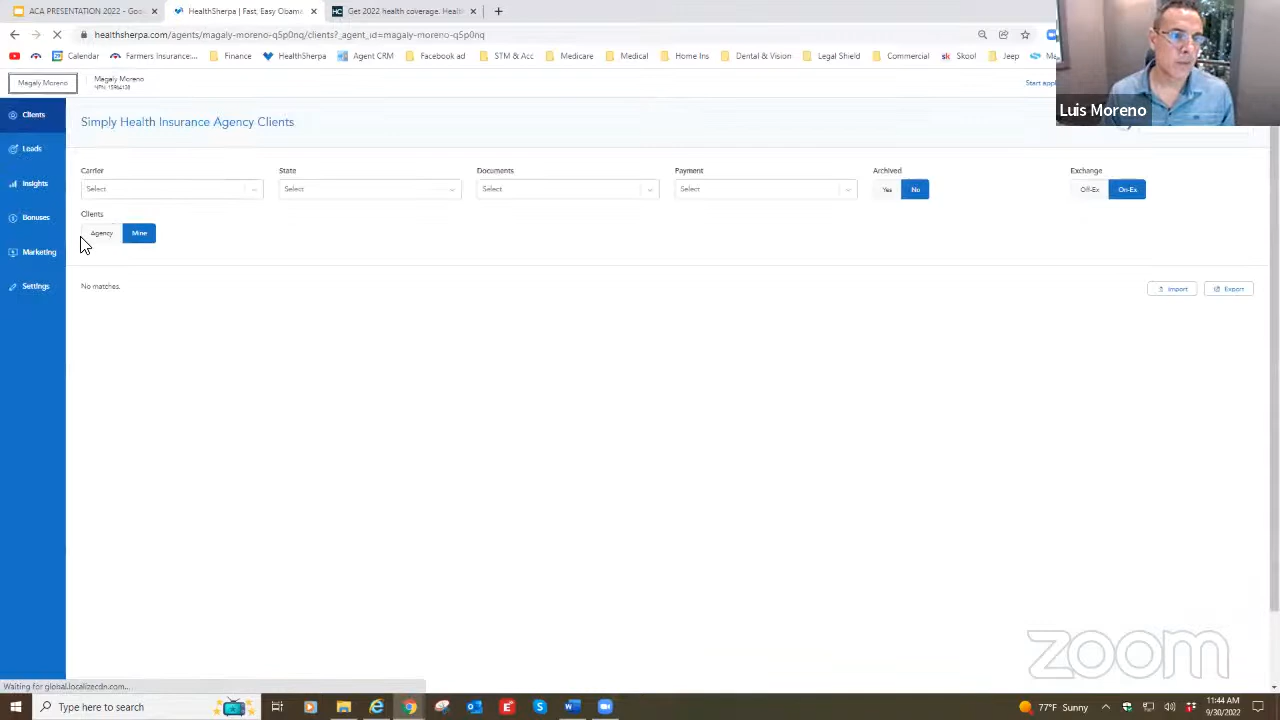 ACA PRESENTATION 2022 - Goo
HealthSherpa | Fast, Easy Obama
Get 2022 health coverage. Heal
healthsherpa.com/agents/magaly-moreno-q5p0nq/clients?_agent_id=magaly-moreno-q5p0nq
Calendar
Farmers Insuranc...
Finance
HealthSherpa
Agent CRM
Facebook ad
STM & Acc
Medicare
Medical
Home Ins
Dental & Vision
Legal Shield
Commercial
sk Skool
Jeep
Magaly Moreno
Magaly Moreno
Start appl
Luis Moreno
Clients
Leads
Insights
Bonuses
Marketing
Settings
Simply Health Insurance Agency Clients
Carrier
State
Documents
Payment
Archived
Exchange
Select
Select
Select
Select
Yes
No
Off-Ex
On-Ex
Clients
Agency
Mine
No matches.
Import
Export
zoom
Waiting for global.localizecdn.com...
Type here to search
77°F Sunny
11:44 AM
9/30/2022